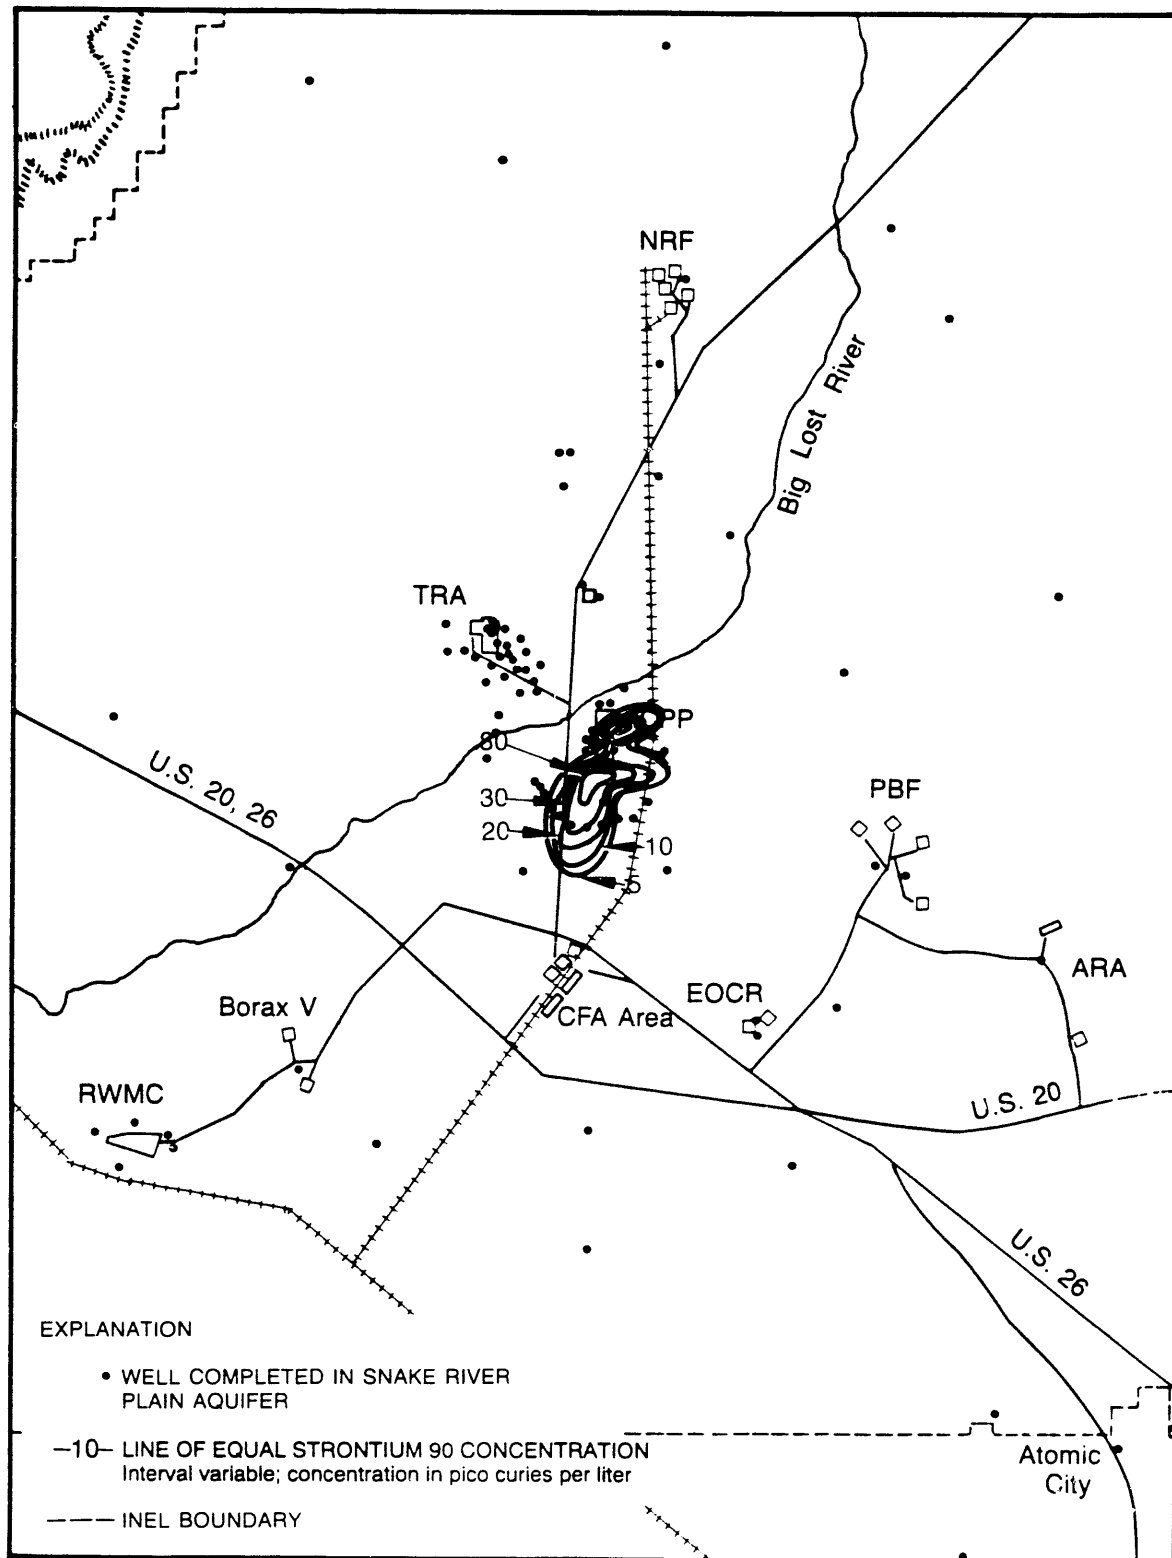 NRF
Big Lost River
TRA
PP
80
U.S. 20, 26
30
20
10
5
PBF
ARA
EOCR
Borax V
CFA Area
RWMC
U.S. 20
U.S. 26
EXPLANATION
• WELL COMPLETED IN SNAKE RIVER
PLAIN AQUIFER
—10— LINE OF EQUAL STRONTIUM 90 CONCENTRATION
Interval variable; concentration in pico curies per liter
———— INEL BOUNDARY
Atomic
City